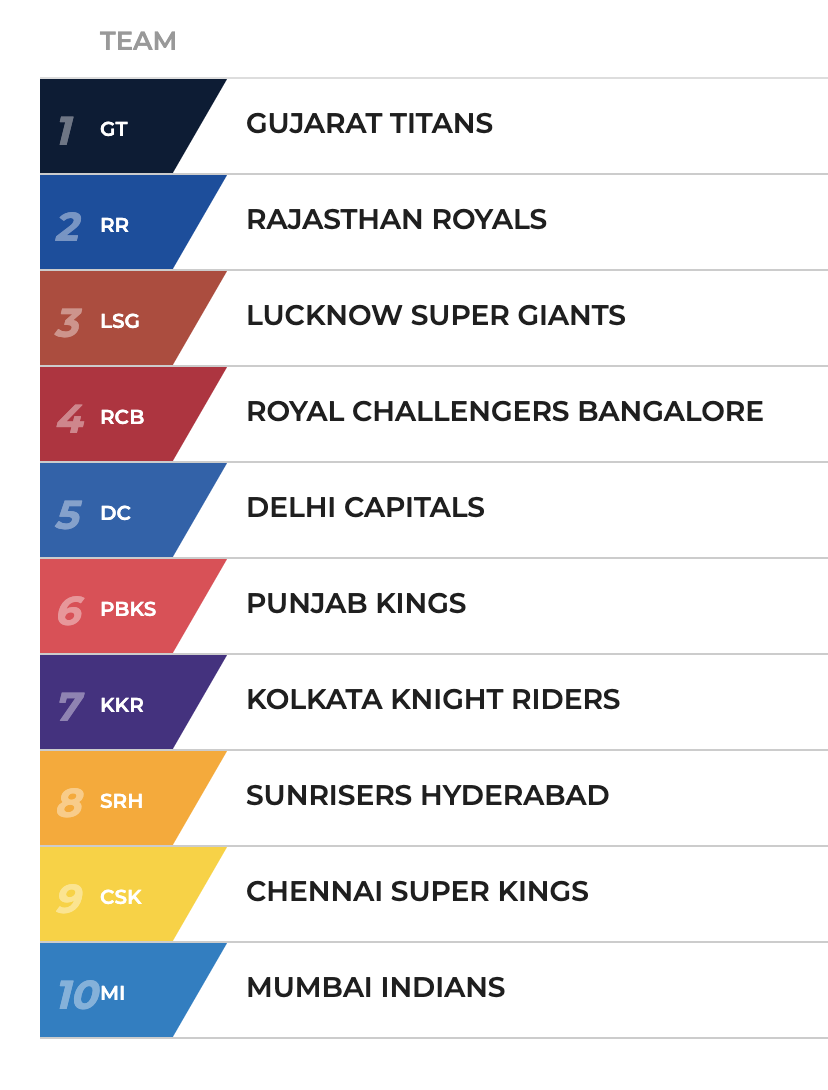 TEAM
1 GT GUJARAT TITANS
2 RR RAJASTHAN ROYALS
3 LSG LUCKNOW SUPER GIANTS
4 RCB ROYAL CHALLENGERS BANGALORE
5 DC DELHI CAPITALS
6 PBKS PUNJAB KINGS
7 KKR KOLKATA KNIGHT RIDERS
8 SRH SUNRISERS HYDERABAD
9 CSK CHENNAI SUPER KINGS
10 MI MUMBAI INDIANS